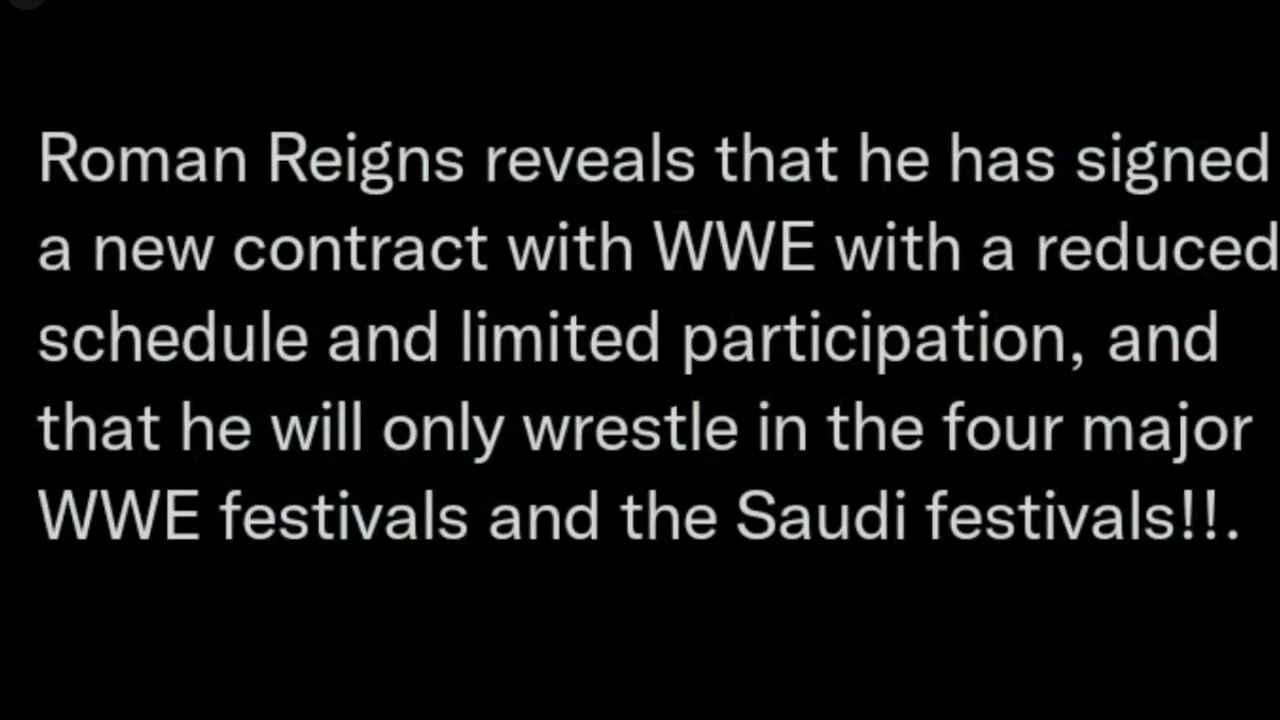 Roman Reigns reveals that he has signed
a new contract with WWE with a reduced
schedule and limited participation, and
that he will only wrestle in the four major
WWE festivals and the Saudi festivals!!.